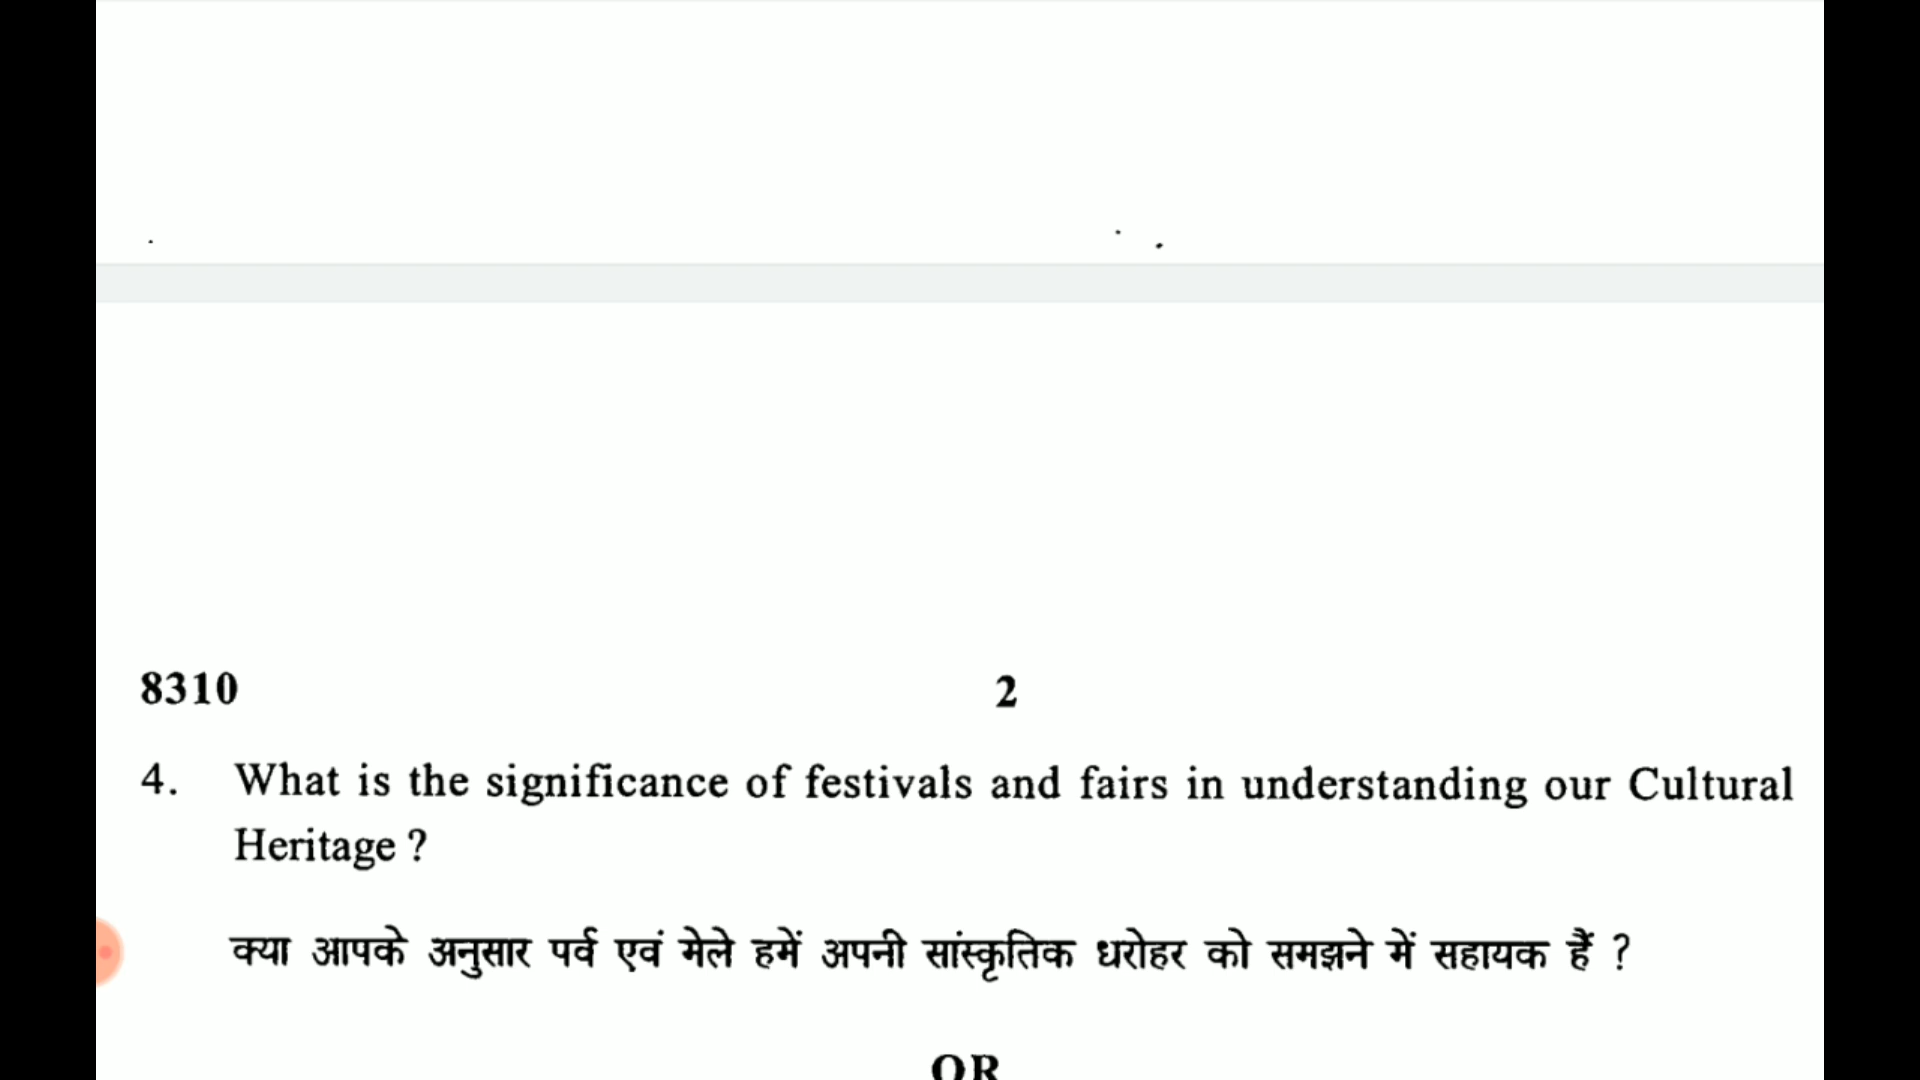 8310 2
4. What is the significance of festivals and fairs in understanding our Cultural
Heritage ?
क्या आपके अनुसार पर्व एवं मेले हमें अपनी सांस्कृतिक धरोहर को समझने में सहायक हैं ?
OR